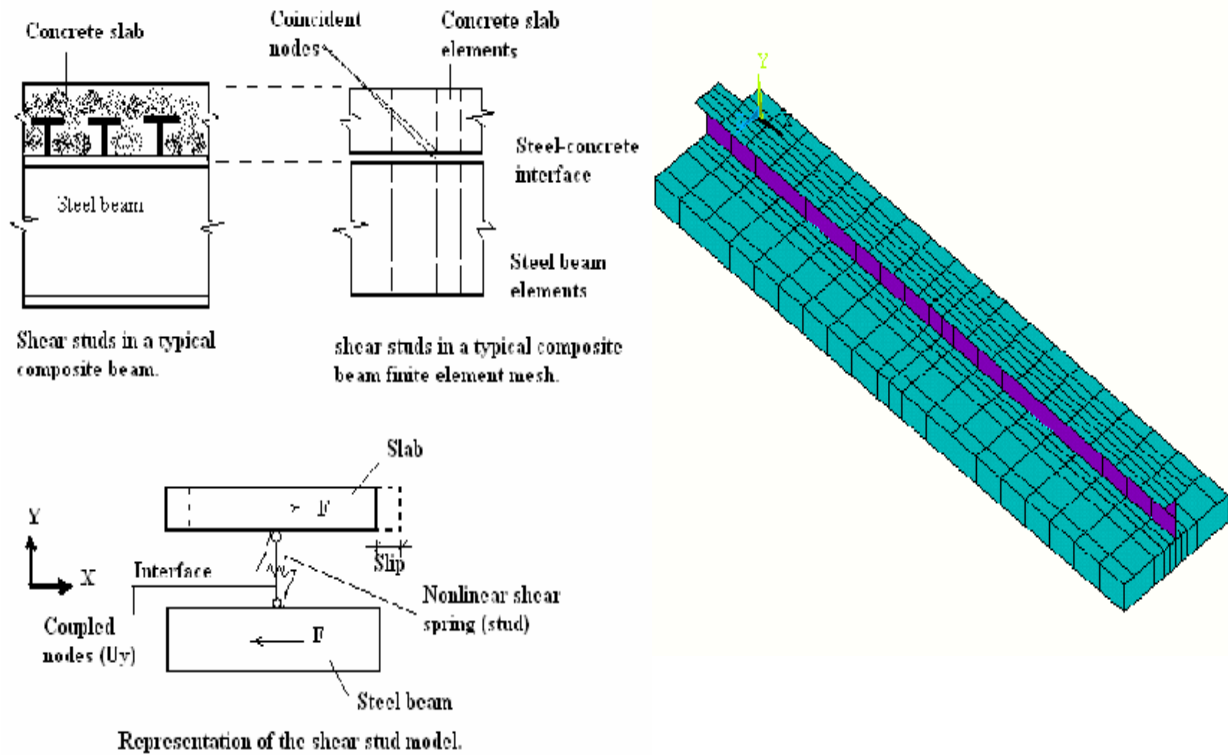 Concrete slab
Steel beam
Shear studs in a typical
composite beam.
Coincident
nodes
Concrete slab
elements
Steel-concrete
interface
Steel beam
elements
shear studs in a typical composite
beam finite element mesh.
Y
Slab
F
Slip
Y
X
Interface
Nonlinear shear
spring (stud)
Coupled
nodes (Uy)
F
Steel beam
Representation of the shear stud model.